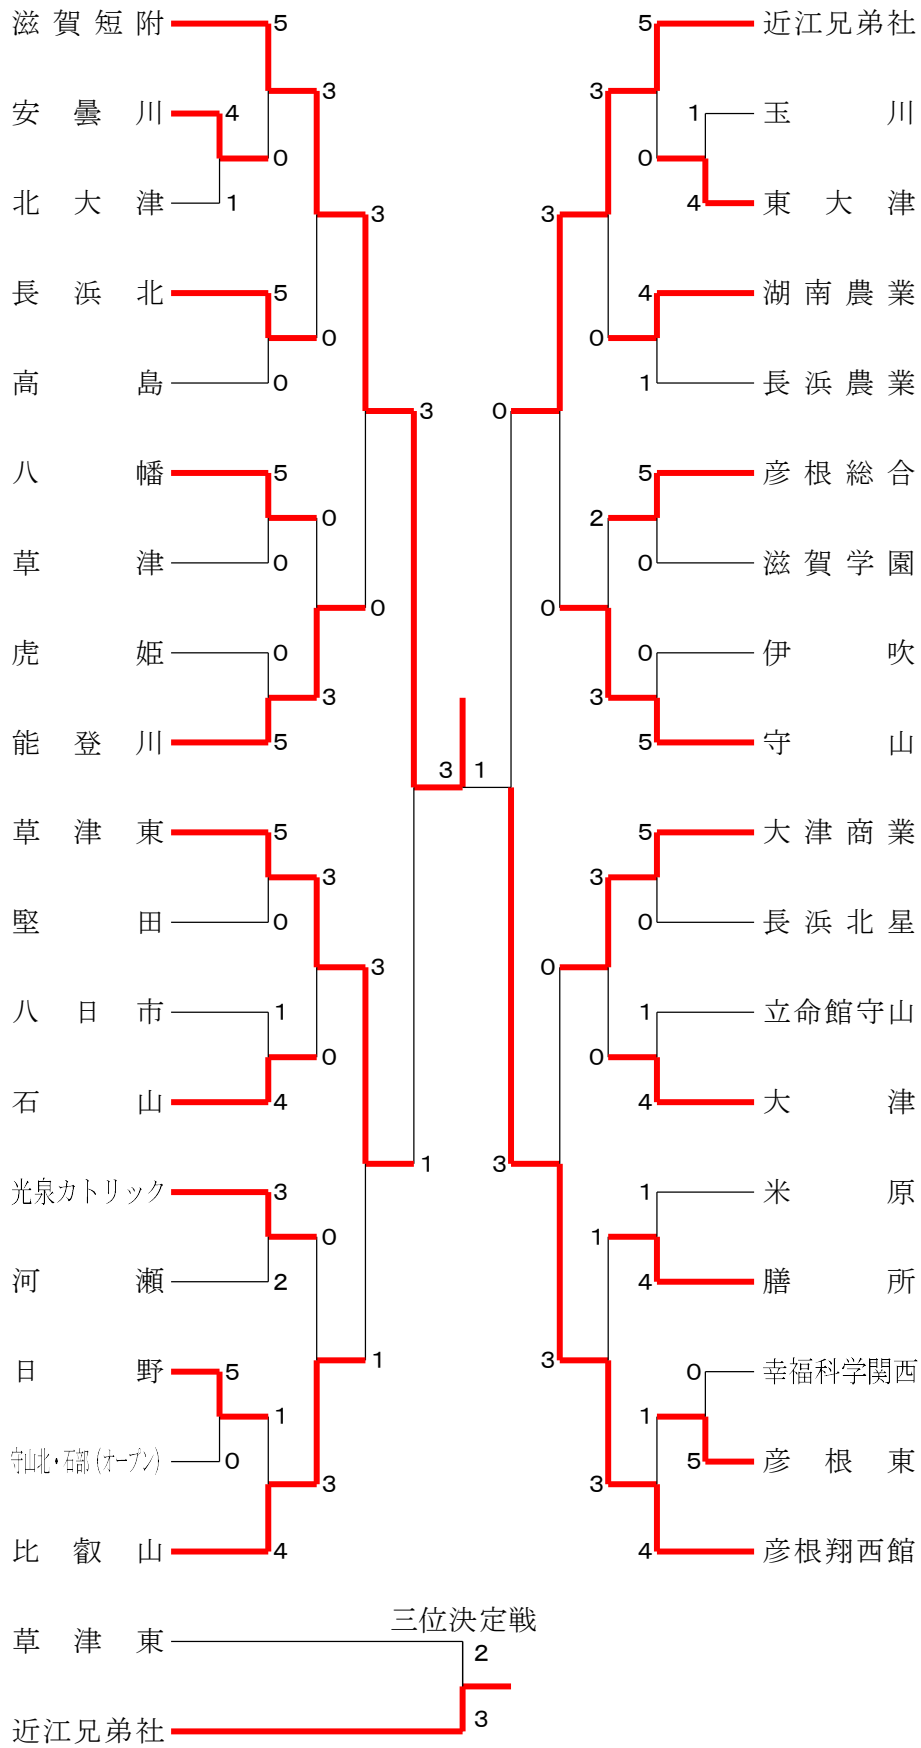 滋賀短附 5 5 近江兄弟社
3 3
安曇川 4 1 玉川
0 0
北大津 1 4 東大津
3 3
長浜北 5 4 湖南農業
0 0
高島 0 1 長浜農業
3 0
八幡 5 5 彦根総合
0 2
草津 0 0 滋賀学園
0 0
虎姫 0 0 伊吹
3 3
能登川 5 5 守山
3 1
草津東 5 5 大津商業
3 3
堅田 0 0 長浜北星
3 0
八日市 1 1 立命館守山
0 0
石山 4 4 大津
1 3
光泉カトリック 3 1 米原
0 1
河瀬 2 4 膳所
1 3
日野 5 0 幸福科学関西
1 1
守山北・石部(オープン) 0 5 彦根東
3 3
比叡山 4 4 彦根翔西館
三位決定戦
草津東 2
近江兄弟社 3